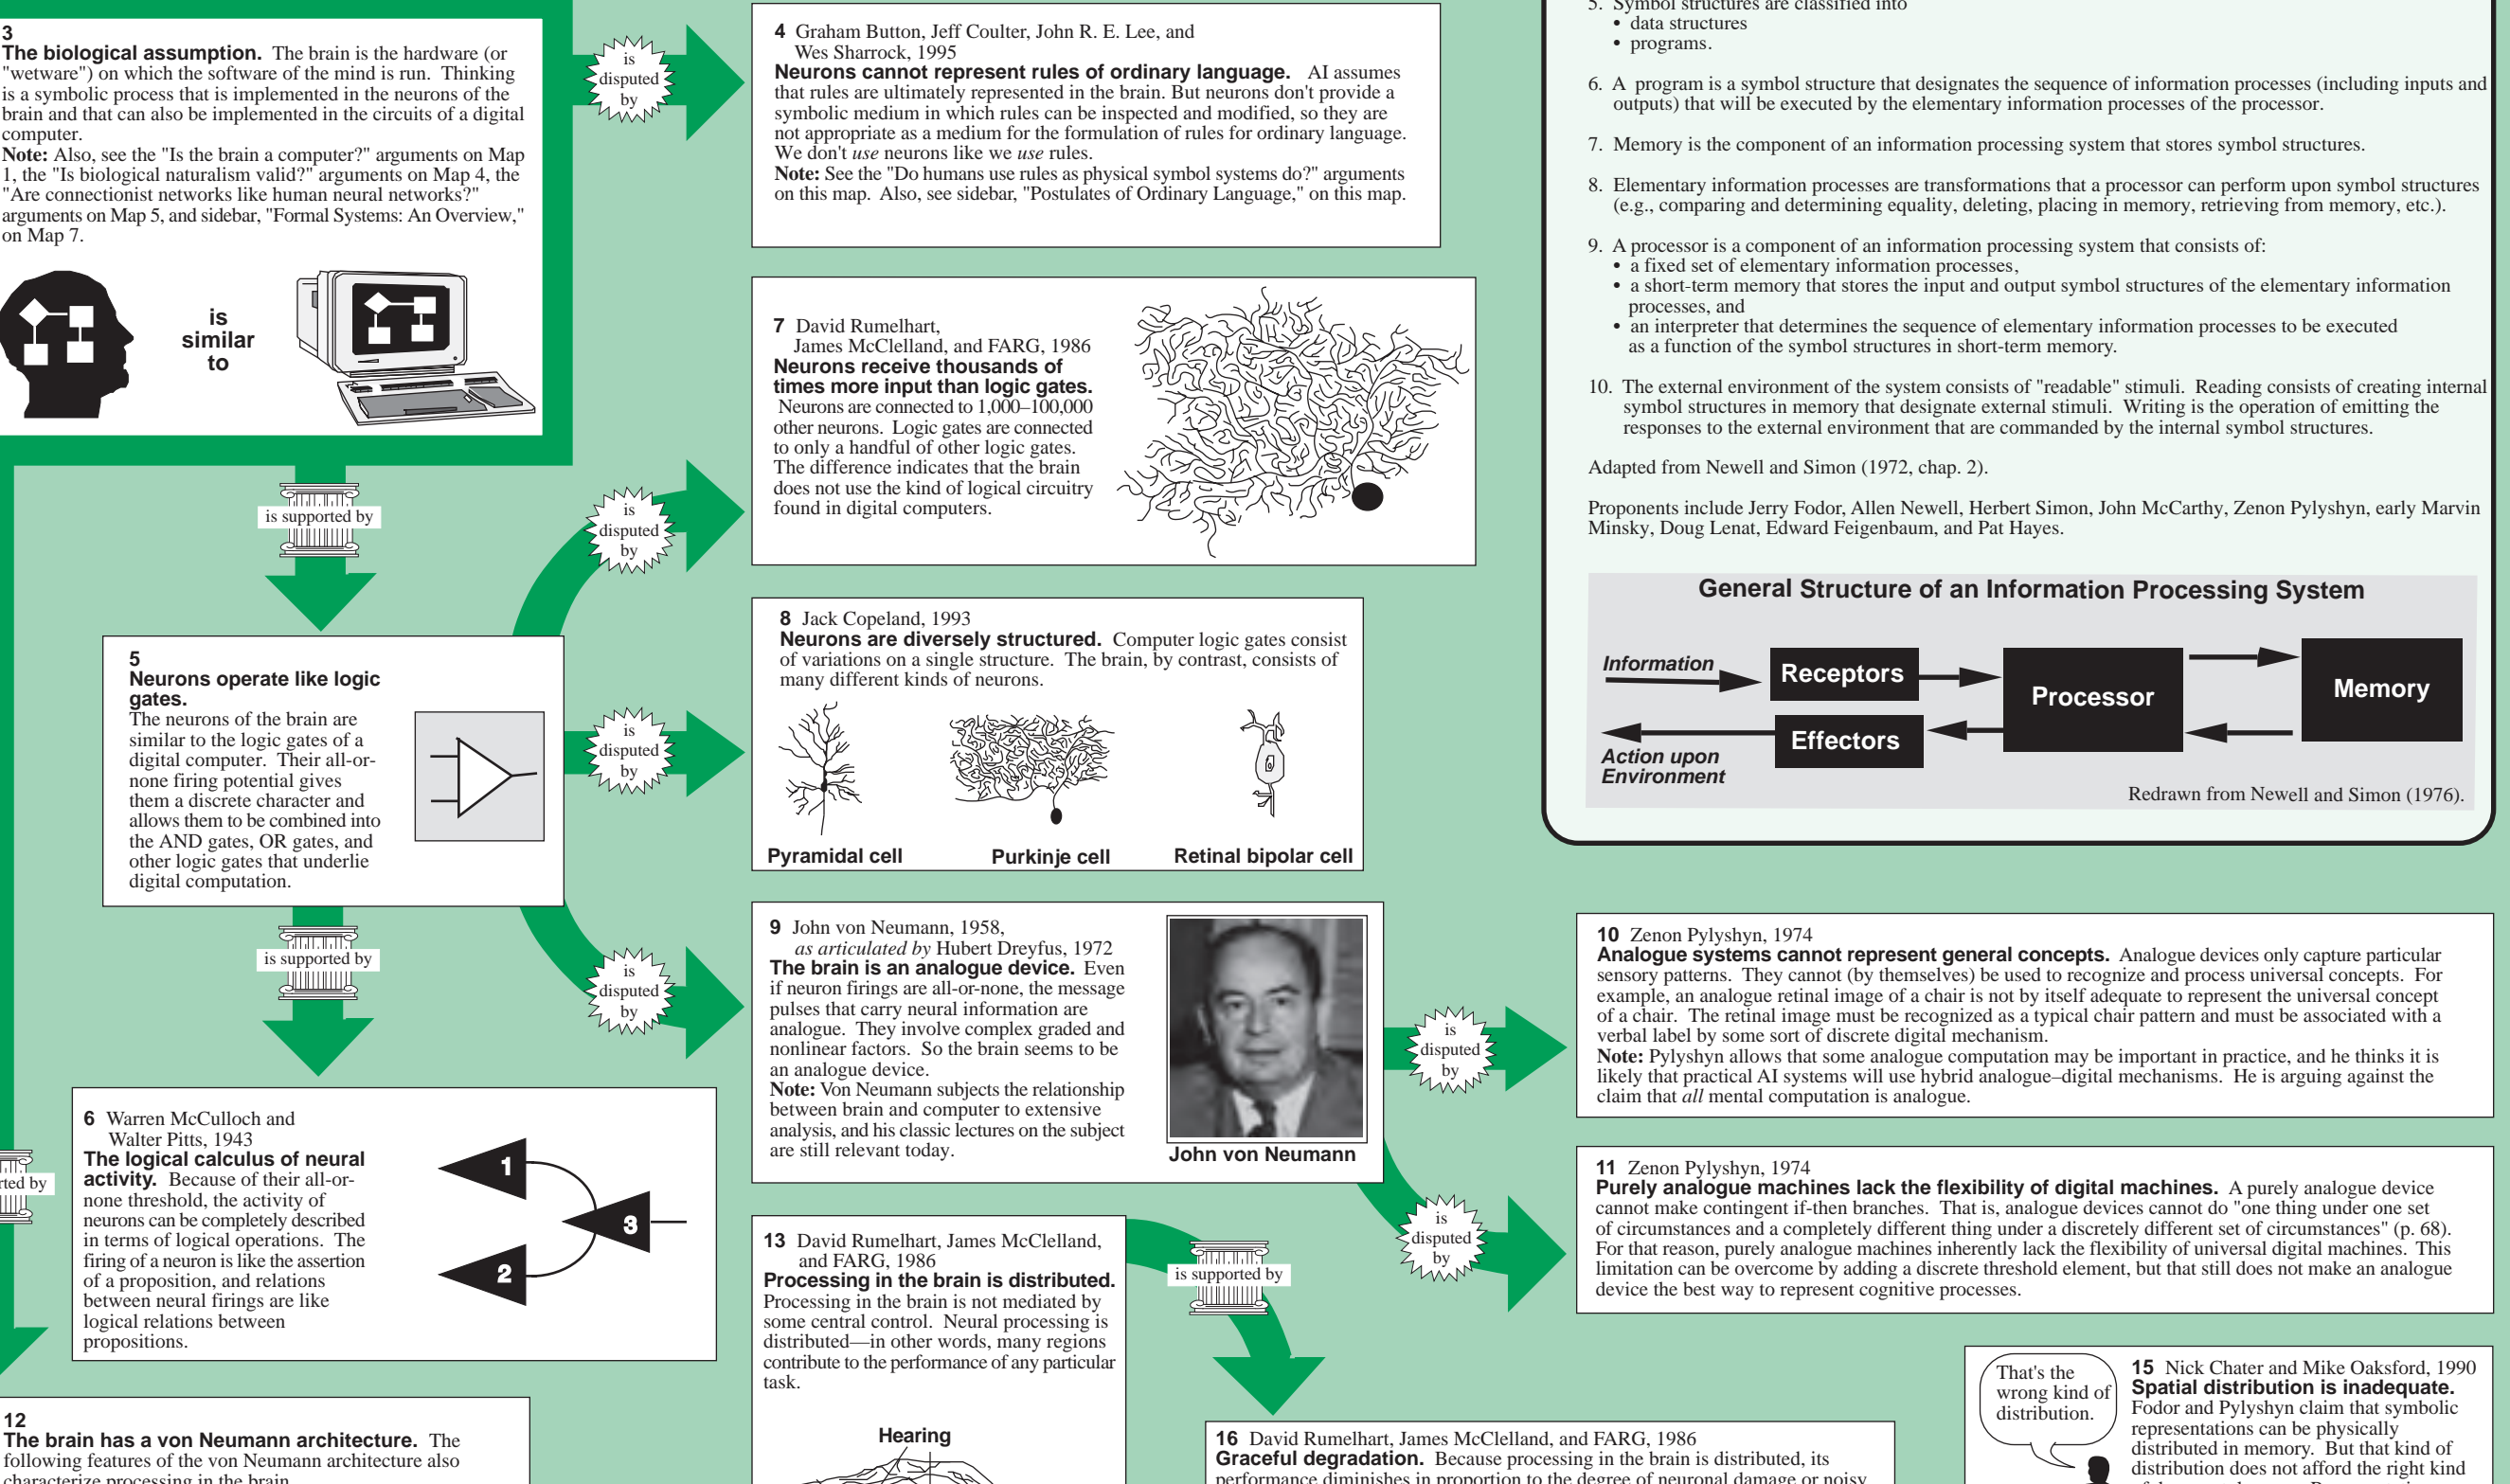 3
The biological assumption. The brain is the hardware (or
"wetware") on which the software of the mind is run. Thinking
is a symbolic process that is implemented in the neurons of the
brain and that can also be implemented in the circuits of a digital
computer.
Note: Also, see the "Is the brain a computer?" arguments on Map
1, the "Is biological naturalism valid?" arguments on Map 4, the
"Are connectionist networks like human neural networks?"
arguments on Map 5, and sidebar, "Formal Systems: An Overview,"
on Map 7.
is
similar
to
is
disputed
by
4 Graham Button, Jeff Coulter, John R. E. Lee, and
Wes Sharrock, 1995
Neurons cannot represent rules of ordinary language. AI assumes
that rules are ultimately represented in the brain. But neurons don't provide a
symbolic medium in which rules can be inspected and modified, so they are
not appropriate as a medium for the formulation of rules for ordinary language.
We don't use neurons like we use rules.
Note: See the "Do humans use rules as physical symbol systems do?" arguments
on this map. Also, see sidebar, "Postulates of Ordinary Language," on this map.
5. Symbol structures are classified into
• data structures
• programs.
6. A program is a symbol structure that designates the sequence of information processes (including inputs and
outputs) that will be executed by the elementary information processes of the processor.
7. Memory is the component of an information processing system that stores symbol structures.
8. Elementary information processes are transformations that a processor can perform upon symbol structures
(e.g., comparing and determining equality, deleting, placing in memory, retrieving from memory, etc.).
9. A processor is a component of an information processing system that consists of:
• a fixed set of elementary information processes,
• a short-term memory that stores the input and output symbol structures of the elementary information
processes, and
• an interpreter that determines the sequence of elementary information processes to be executed
as a function of the symbol structures in short-term memory.
10. The external environment of the system consists of "readable" stimuli. Reading consists of creating internal
symbol structures in memory that designate external stimuli. Writing is the operation of emitting the
responses to the external environment that are commanded by the internal symbol structures.
Adapted from Newell and Simon (1972, chap. 2).
Proponents include Jerry Fodor, Allen Newell, Herbert Simon, John McCarthy, Zenon Pylyshyn, early Marvin
Minsky, Doug Lenat, Edward Feigenbaum, and Pat Hayes.
General Structure of an Information Processing System
Information
Receptors
Processor
Memory
Effectors
Action upon
Environment
Redrawn from Newell and Simon (1976).
is supported by
is
disputed
by
7 David Rumelhart,
James McClelland, and FARG, 1986
Neurons receive thousands of
times more input than logic gates.
Neurons are connected to 1,000–100,000
other neurons. Logic gates are connected
to only a handful of other logic gates.
The difference indicates that the brain
does not use the kind of logical circuitry
found in digital computers.
5
Neurons operate like logic
gates.
The neurons of the brain are
similar to the logic gates of a
digital computer. Their all-or-
none firing potential gives
them a discrete character and
allows them to be combined into
the AND gates, OR gates, and
other logic gates that underlie
digital computation.
is
disputed
by
8 Jack Copeland, 1993
Neurons are diversely structured. Computer logic gates consist
of variations on a single structure. The brain, by contrast, consists of
many different kinds of neurons.
Pyramidal cell
Purkinje cell
Retinal bipolar cell
is supported by
is
disputed
by
9 John von Neumann, 1958,
as articulated by Hubert Dreyfus, 1972
The brain is an analogue device. Even
if neuron firings are all-or-none, the message
pulses that carry neural information are
analogue. They involve complex graded and
nonlinear factors. So the brain seems to be
an analogue device.
Note: Von Neumann subjects the relationship
between brain and computer to extensive
analysis, and his classic lectures on the subject
are still relevant today.
John von Neumann
is
disputed
by
10 Zenon Pylyshyn, 1974
Analogue systems cannot represent general concepts. Analogue devices only capture particular
sensory patterns. They cannot (by themselves) be used to recognize and process universal concepts. For
example, an analogue retinal image of a chair is not by itself adequate to represent the universal concept
of a chair. The retinal image must be recognized as a typical chair pattern and must be associated with a
verbal label by some sort of discrete digital mechanism.
Note: Pylyshyn allows that some analogue computation may be important in practice, and he thinks it is
likely that practical AI systems will use hybrid analogue–digital mechanisms. He is arguing against the
claim that all mental computation is analogue.
is
disputed
by
11 Zenon Pylyshyn, 1974
Purely analogue machines lack the flexibility of digital machines. A purely analogue device
cannot make contingent if-then branches. That is, analogue devices cannot do "one thing under one set
of circumstances and a completely different thing under a discretely different set of circumstances" (p. 68).
For that reason, purely analogue machines inherently lack the flexibility of universal digital machines. This
limitation can be overcome by adding a discrete threshold element, but that still does not make an analogue
device the best way to represent cognitive processes.
6 Warren McCulloch and
Walter Pitts, 1943
The logical calculus of neural
activity. Because of their all-or-
none threshold, the activity of
neurons can be completely described
in terms of logical operations. The
firing of a neuron is like the assertion
of a proposition, and relations
between neural firings are like
logical relations between
propositions.
1
2
3
rted by
13 David Rumelhart, James McClelland,
and FARG, 1986
Processing in the brain is distributed.
Processing in the brain is not mediated by
some central control. Neural processing is
distributed—in other words, many regions
contribute to the performance of any particular
task.
Hearing
is supported by
12
The brain has a von Neumann architecture. The
following features of the von Neumann architecture also
characterize processing in the brain.
16 David Rumelhart, James McClelland, and FARG, 1986
Graceful degradation. Because processing in the brain is distributed, its
performance diminishes in proportion to the degree of neuronal damage or noisy
That's the
wrong kind of
distribution.
15 Nick Chater and Mike Oaksford, 1990
Spatial distribution is inadequate.
Fodor and Pylyshyn claim that symbolic
representations can be physically
distributed in memory. But that kind of
distribution does not afford the right kind